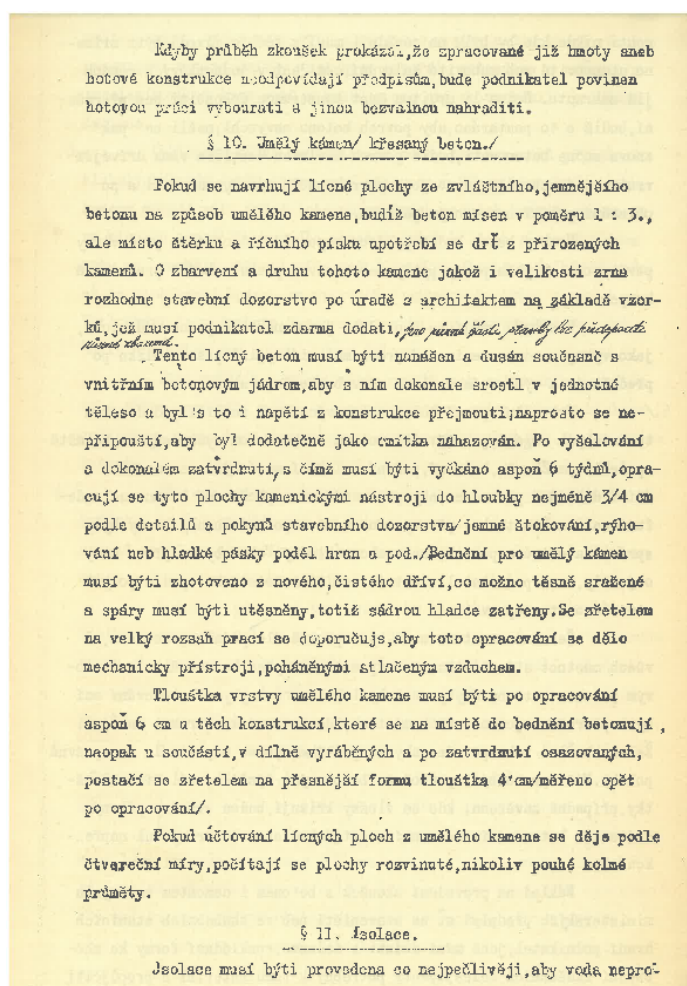 Kdyby průběh zkoušek prokázal,že zpracované již hmoty aneb
hotové konstrukce neodpovídají předpisům,bude podnikatel povinen
hotovou práci vybourati a jinou bezvadnou nahraditi.
§ 10. Umělý kámen/ křesaný beton./
Pokud se navrhují lícné plochy ze zvláštního,jemnějšího
betonu na způsob umělého kamene,budiž beton mísen v poměru 1 : 3.,
ale místo štěrku a říčního písku upotřebí se drť z přirozených
kamenů. O zbarvení a druhu tohoto kamene jakož i velikosti zrna
rozhodne stavební dozorstvo po úradě s architektem na základě vzor-
ků,jež musí podnikatel zdarma dodati, pro různé části stavby lze předepsati
různé zbarvení.
Tento lícný beton musí býti nanášen a dusán současně s
vnitřním betonovým jádrem,aby s ním dokonale srostl v jednotné
těleso a byl s to i napětí z konstrukce přejmouti;naprosto se ne-
připouští,aby byl dodatečně jako omítka nahazován. Po vyšalování
a dokonalém zatvrdnutí,s čímž musí býti vyčkáno aspoň 6 týdnů,opra-
cují se tyto plochy kamenickými nástroji do hloubky nejméně 3/4 cm
podle detailů a pokynů stavebního dozorstva/jemné štokování,rýho-
vání neb hladké pásky podél hran a pod./Bednění pro umělý kámen
musí býti zhotoveno z nového,čistého dříví,co možno těsně sražené
a spáry musí býti utěsněny,totiž sádrou hladce zatřeny.Se zřetelem
na velký rozsah prací se doporučuje,aby toto opracování se dělo
mechanicky přístroji,poháněnými stlačeným vzduchem.
Tloušťka vrstvy umělého kamene musí býti po opracování
aspoň 6 cm u těch konstrukcí,které se na místě do bednění betonují,
naopak u součástí,v dílně vyráběných a po zatvrdnutí osazovaných,
postačí se zřetelem na přesnější formu tloušťka 4 cm/měřeno opět
po opracování/.
Pokud účtování lícných ploch z umělého kamene se děje podle
čtvereční míry,počítají se plochy rozvinuté,nikoliv pouhé kolmé
průměty.
§ 11. Isolace.
Isolace musí býti provedena co nejpečlivěji,aby voda nepro-